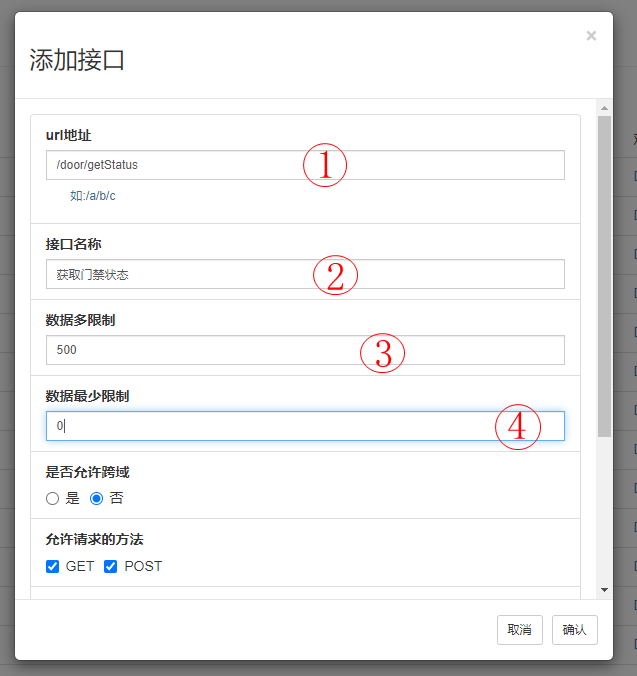 ×
添加接口
url地址
/door/getStatus
①
如:/a/b/c
接口名称
获取门禁状态
②
数据多限制
500
③
数据最少限制
0
④
是否允许跨域
是 否
允许请求的方法
GET POST
取消 确认